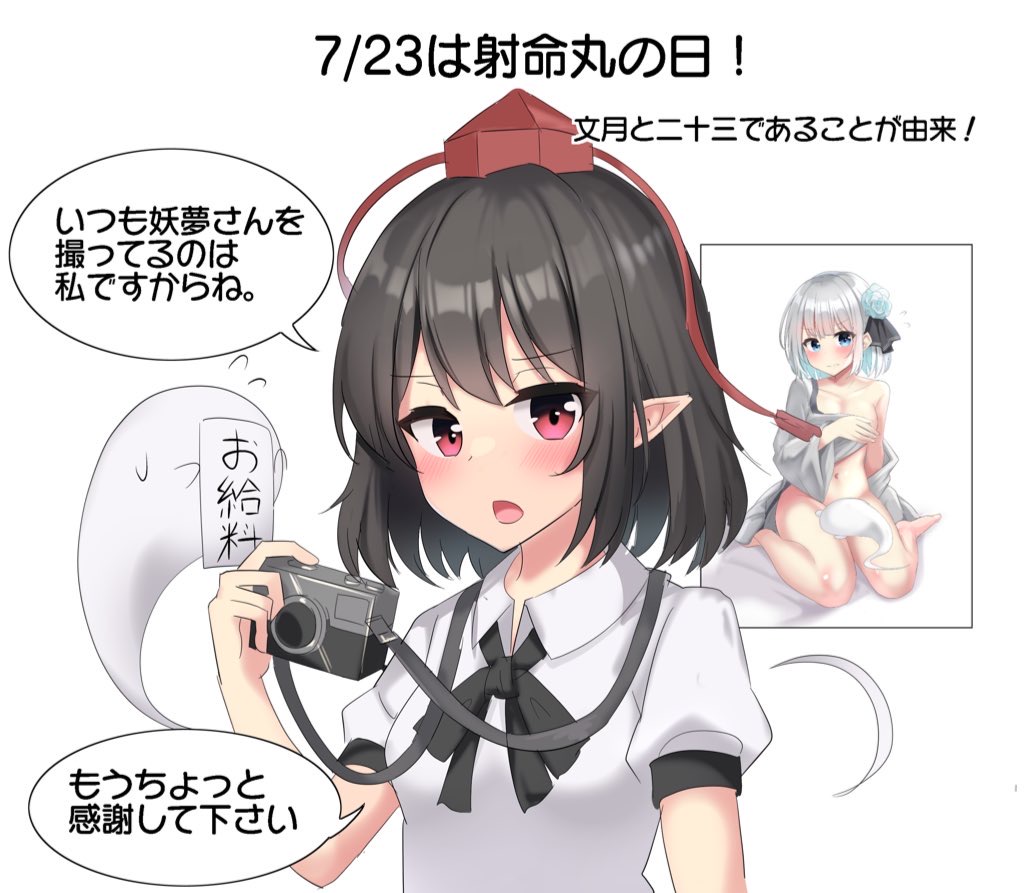 7/23は射命丸の日！
文月と二十三であることが由来！
いつも妖夢さんを
撮ってるのは
私ですからね。
お給料
もうちょっと
感謝して下さい